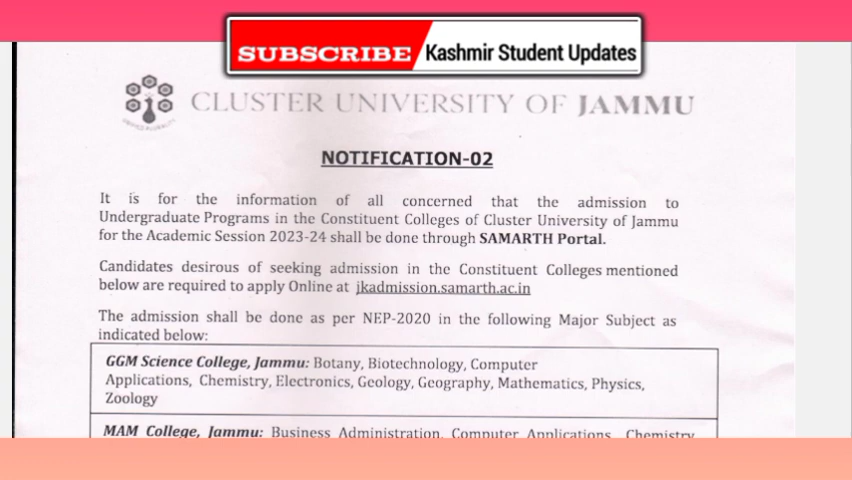 SUBSCRIBE Kashmir Student Updates
CLUSTER UNIVERSITY OF JAMMU
NOTIFICATION-02
It is for the information of all concerned that the admission to
Undergraduate Programs in the Constituent Colleges of Cluster University of Jammu
for the Academic Session 2023-24 shall be done through SAMARTH Portal.
Candidates desirous of seeking admission in the Constituent Colleges mentioned
below are required to apply Online at jkadmission.samarth.ac.in
The admission shall be done as per NEP-2020 in the following Major Subject as
indicated below:
GGM Science College, Jammu: Botany, Biotechnology, Computer
Applications, Chemistry, Electronics, Geology, Geography, Mathematics, Physics,
Zoology
MAM College, Jammu: Business Administration, Computer Applications, Chemistry